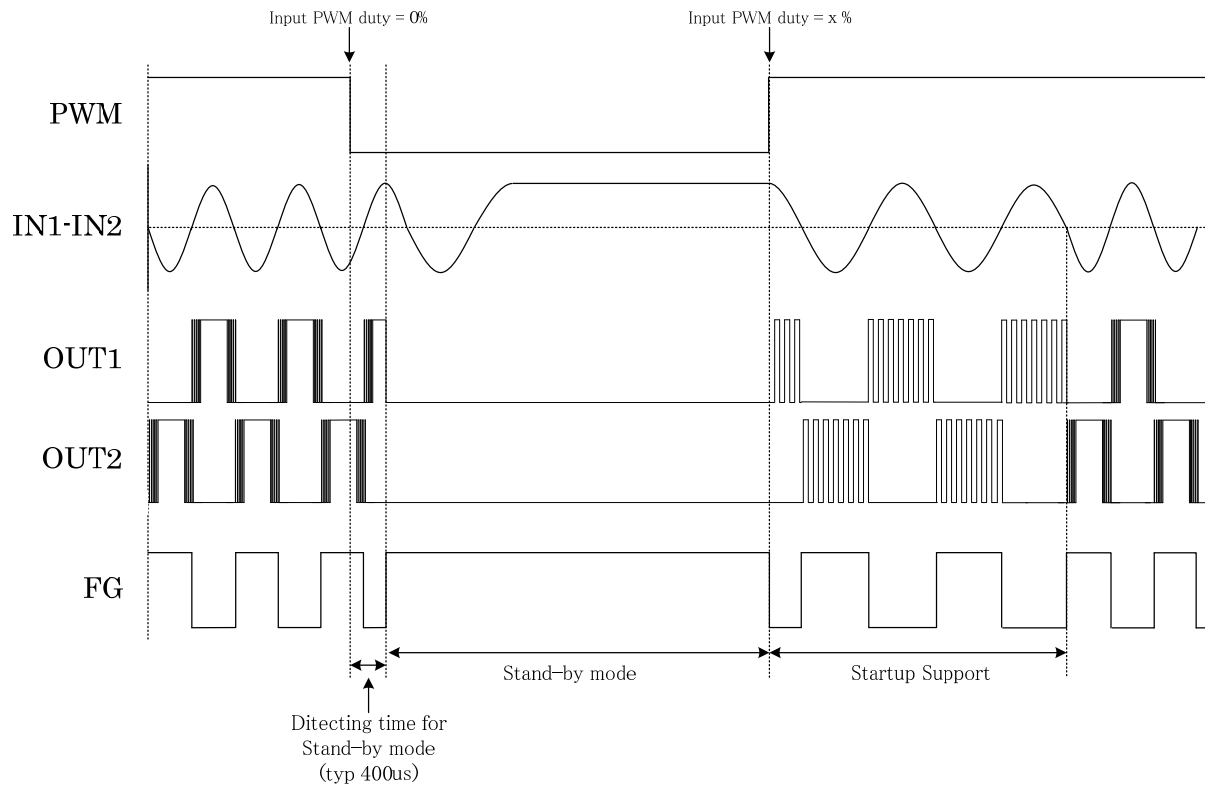 Input PWM duty = 0%
Input PWM duty = x %
PWM
IN1-IN2
OUT1
OUT2
FG
Stand-by mode
Startup Support
Ditecting time for
Stand-by mode
(typ 400us)